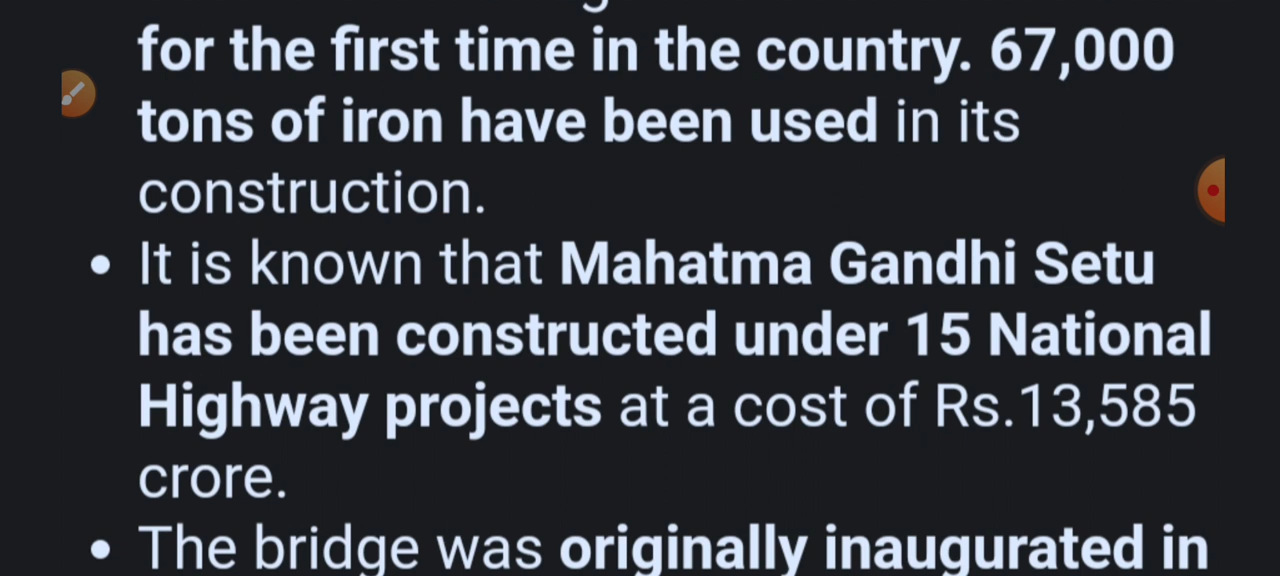 for the first time in the country. 67,000
tons of iron have been used in its
construction.
• It is known that Mahatma Gandhi Setu
has been constructed under 15 National
Highway projects at a cost of Rs.13,585
crore.
• The bridge was originally inaugurated in